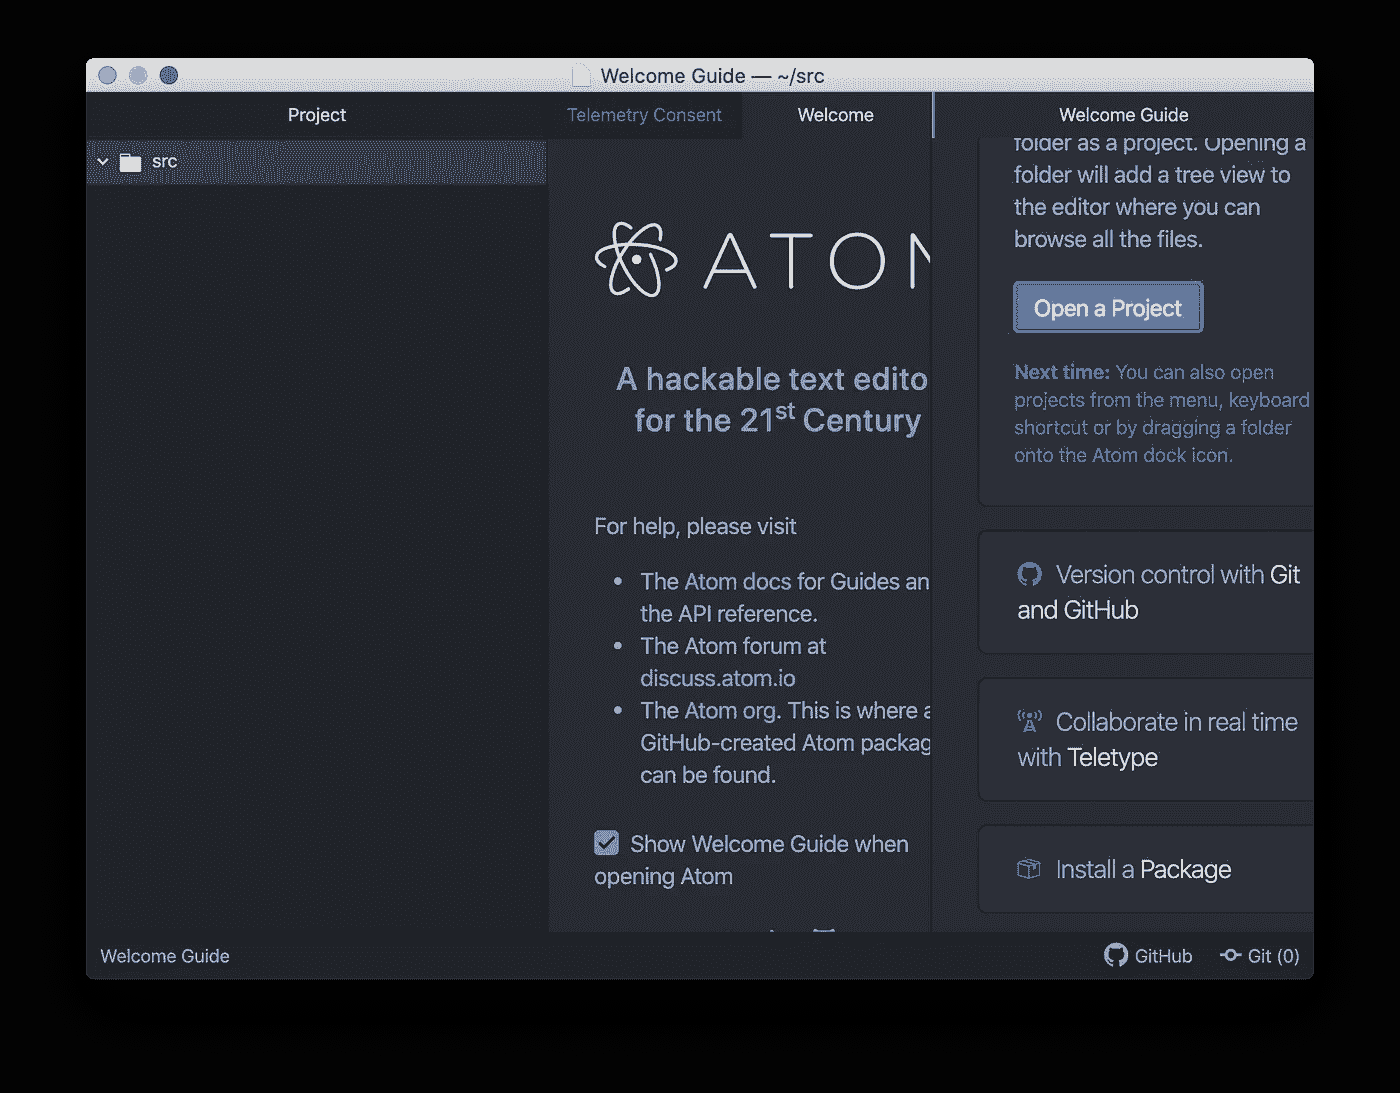 Welcome Guide — ~/src
Project
src
Telemetry Consent
Welcome
ATOM
A hackable text edito
for the 21st Century
For help, please visit
• The Atom docs for Guides an
the API reference.
• The Atom forum at
discuss.atom.io
• The Atom org. This is where a
GitHub-created Atom packag
can be found.
Show Welcome Guide when
opening Atom
Welcome Guide
folder as a project. Opening a
folder will add a tree view to
the editor where you can
browse all the files.
Open a Project
Next time: You can also open
projects from the menu, keyboard
shortcut or by dragging a folder
onto the Atom dock icon.
Version control with Git
and GitHub
Collaborate in real time
with Teletype
Install a Package
Welcome Guide
GitHub
Git (0)